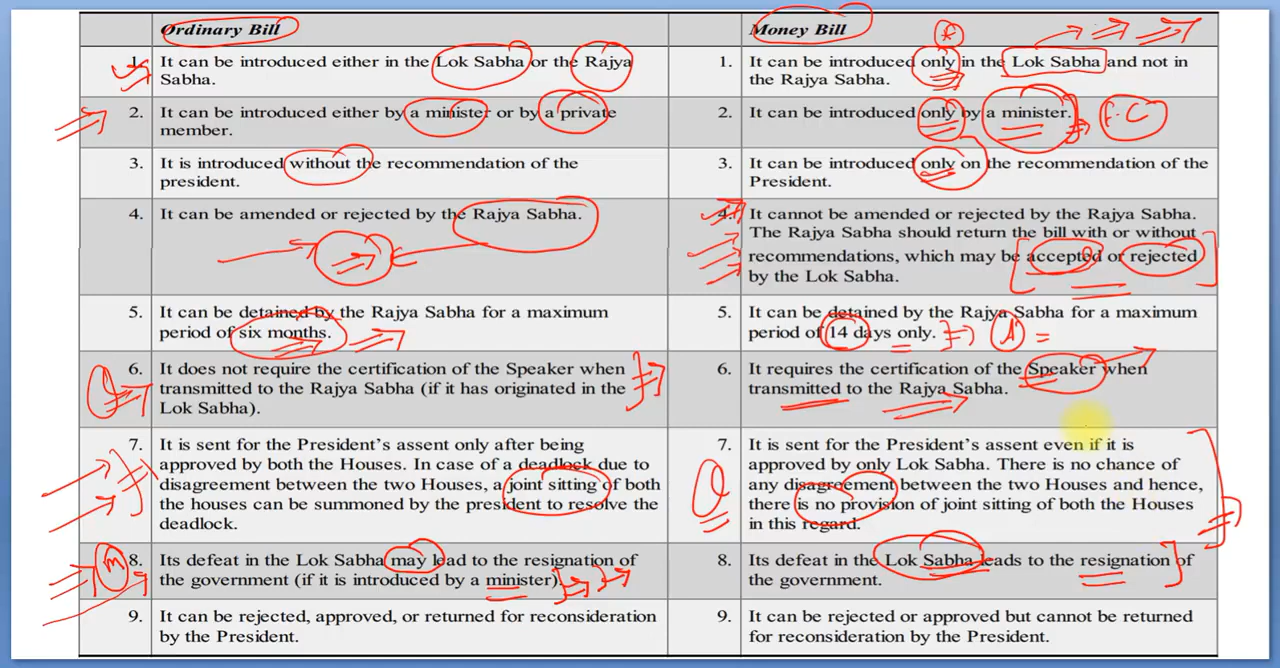 Ordinary Bill
Money Bill
1. It can be introduced either in the Lok Sabha or the Rajya
Sabha.
1. It can be introduced only in the Lok Sabha and not in
the Rajya Sabha.
2. It can be introduced either by a minister or by a private
member.
2. It can be introduced only by a minister.
F.C
3. It is introduced without the recommendation of the
president.
3. It can be introduced only on the recommendation of the
President.
4. It can be amended or rejected by the Rajya Sabha.
4. It cannot be amended or rejected by the Rajya Sabha.
The Rajya Sabha should return the bill with or without
recommendations, which may be accepted or rejected
by the Lok Sabha.
5. It can be detained by the Rajya Sabha for a maximum
period of six months.
5. It can be detained by the Rajya Sabha for a maximum
period of 14 days only.
6. It does not require the certification of the Speaker when
transmitted to the Rajya Sabha (if it has originated in the
Lok Sabha).
6. It requires the certification of the Speaker when
transmitted to the Rajya Sabha.
7. It is sent for the President's assent only after being
approved by both the Houses. In case of a deadlock due to
disagreement between the two Houses, a joint sitting of both
the houses can be summoned by the president to resolve the
deadlock.
7. It is sent for the President's assent even if it is
approved by only Lok Sabha. There is no chance of
any disagreement between the two Houses and hence,
there is no provision of joint sitting of both the Houses
in this regard.
8. Its defeat in the Lok Sabha may lead to the resignation of
the government (if it is introduced by a minister).
m
8. Its defeat in the Lok Sabha leads to the resignation of
the government.
9. It can be rejected, approved, or returned for reconsideration
by the President.
9. It can be rejected or approved but cannot be returned
for reconsideration by the President.